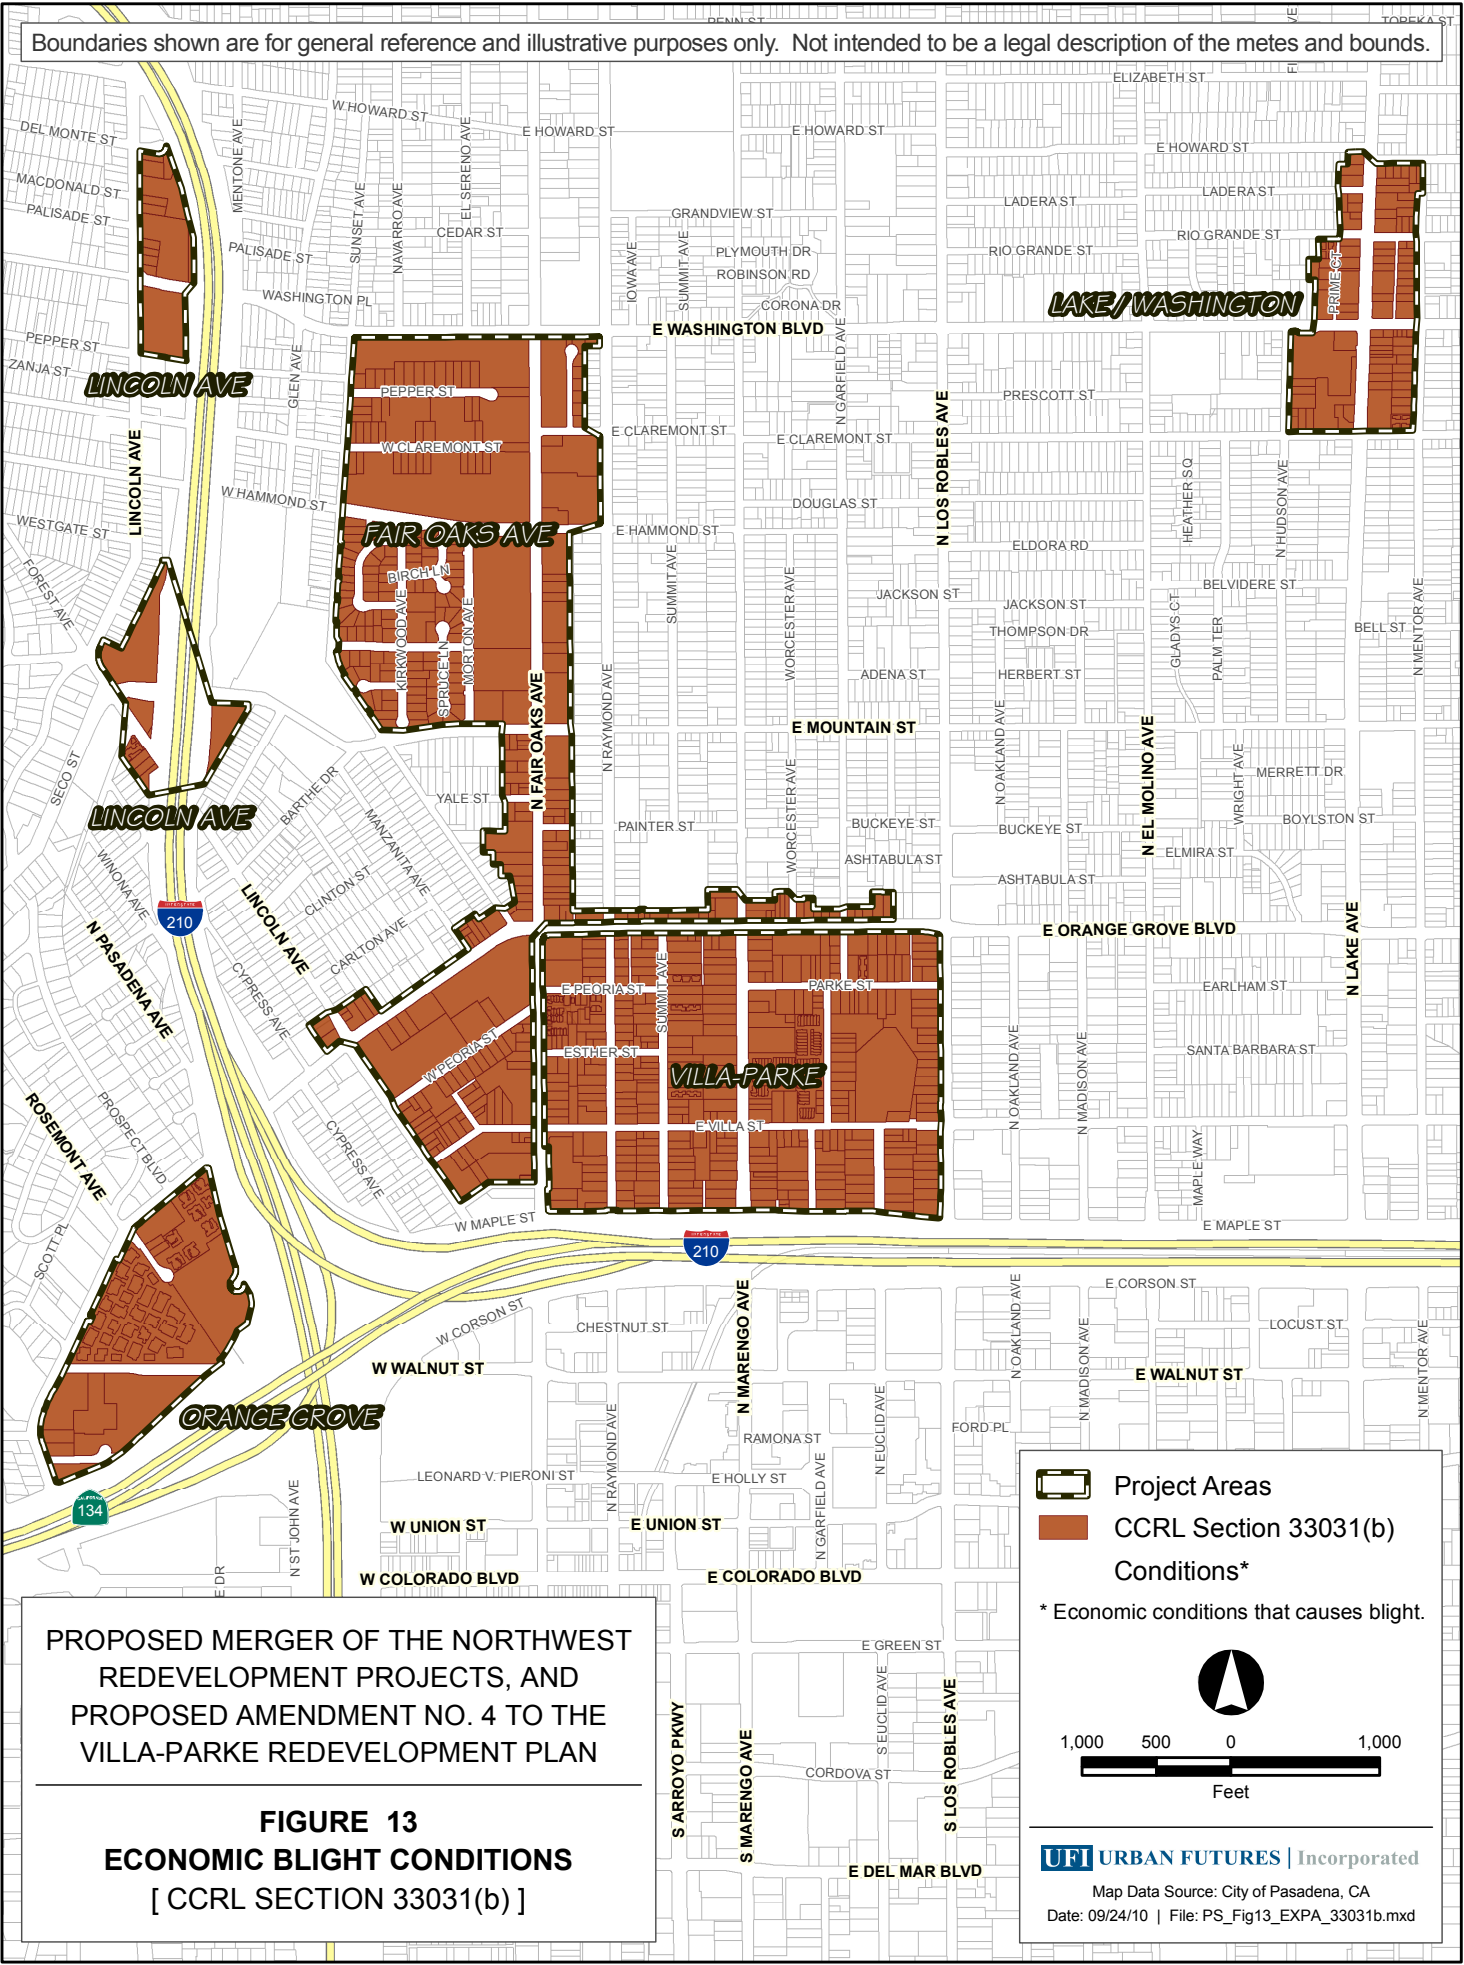 PENN ST
TOPEKA ST
Boundaries shown are for general reference and illustrative purposes only. Not intended to be a legal description of the metes and bounds.
ELIZABETH ST
W HOWARD ST
DEL MONTE ST
MENTONE AVE
EL SERENO AVE
E HOWARD ST
E HOWARD ST
E HOWARD ST
MACDONALD ST
PALISADE ST
SUNSET AVE
NAVARRO AVE
CEDAR ST
GRANDVIEW ST
LADERA ST
LADERA ST
PALISADE ST
IOWA AVE
SUMMIT AVE
PLYMOUTH DR
ROBINSON RD
RIO GRANDE ST
RIO GRANDE ST
PRIME CT
WASHINGTON PL
CORONA DR
LAKE/WASHINGTON
E WASHINGTON BLVD
PEPPER ST
ZANJA ST
LINCOLN AVE
GLEN AVE
PEPPER ST
N GARFIELD AVE
PRESCOTT ST
LINCOLN AVE
W CLAREMONT ST
E CLAREMONT ST
E CLAREMONT ST
N LOS ROBLES AVE
HEATHER SQ
N HUDSON AVE
W HAMMOND ST
WESTGATE ST
FAIR OAKS AVE
E HAMMOND ST
DOUGLAS ST
ELDORA RD
FOREST AVE
BIRCH LN
KIRKWOOD AVE
SPRUCE LN
MORTON AVE
SUMMIT AVE
WORCESTER AVE
JACKSON ST
JACKSON ST
THOMPSON DR
BELVIDERE ST
GLADYS CT
PALM TER
BELL ST
N MENTOR AVE
N RAYMOND AVE
ADENA ST
HERBERT ST
N FAIR OAKS AVE
E MOUNTAIN ST
N OAKLAND AVE
N EL MOLINO AVE
WRIGHT AVE
MERRETT DR
SECO ST
BARTHE DR
YALE ST
WORCESTER AVE
LINCOLN AVE
MANZANITA AVE
PAINTER ST
BUCKEYE ST
BUCKEYE ST
BOYLSTON ST
ELMIRA ST
ASHTABULA ST
ASHTABULA ST
WINONA AVE
CLINTON ST
LINCOLN AVE
210
CARLTON AVE
E ORANGE GROVE BLVD
N LAKE AVE
N PASADENA AVE
CYPRESS AVE
E PEORIA ST
SUMMIT AVE
PARKE ST
EARLHAM ST
W PEORIA ST
ESTHER ST
VILLA-PARKE
N OAKLAND AVE
N MADISON AVE
SANTA BARBARA ST
ROSEMONT AVE
PROSPECT BLVD
CYPRESS AVE
E VILLA ST
MAPLE WAY
SCOTT PL
W MAPLE ST
E MAPLE ST
210
W CORSON ST
CHESTNUT ST
N MARENGO AVE
N OAKLAND AVE
E CORSON ST
LOCUST ST
W WALNUT ST
E WALNUT ST
N MADISON AVE
N MENTOR AVE
ORANGE GROVE
N RAYMOND AVE
RAMONA ST
N EUCLID AVE
FORD PL
LEONARD V. PIERONI ST
E HOLLY ST
N GARFIELD AVE
CALIFORNIA
134
N ST JOHN AVE
W UNION ST
E UNION ST
E DR
W COLORADO BLVD
E COLORADO BLVD
E GREEN ST
S ARROYO PKWY
S MARENGO AVE
S EUCLID AVE
S LOS ROBLES AVE
CORDOVA ST
E DEL MAR BLVD
Project Areas
CCRL Section 33031(b)
Conditions*
* Economic conditions that causes blight.
1,000 500 0 1,000
Feet
UFI URBAN FUTURES | Incorporated
Map Data Source: City of Pasadena, CA
Date: 09/24/10 | File: PS_Fig13_EXPA_33031b.mxd
PROPOSED MERGER OF THE NORTHWEST
REDEVELOPMENT PROJECTS, AND
PROPOSED AMENDMENT NO. 4 TO THE
VILLA-PARKE REDEVELOPMENT PLAN
FIGURE 13
ECONOMIC BLIGHT CONDITIONS
[ CCRL SECTION 33031(b) ]